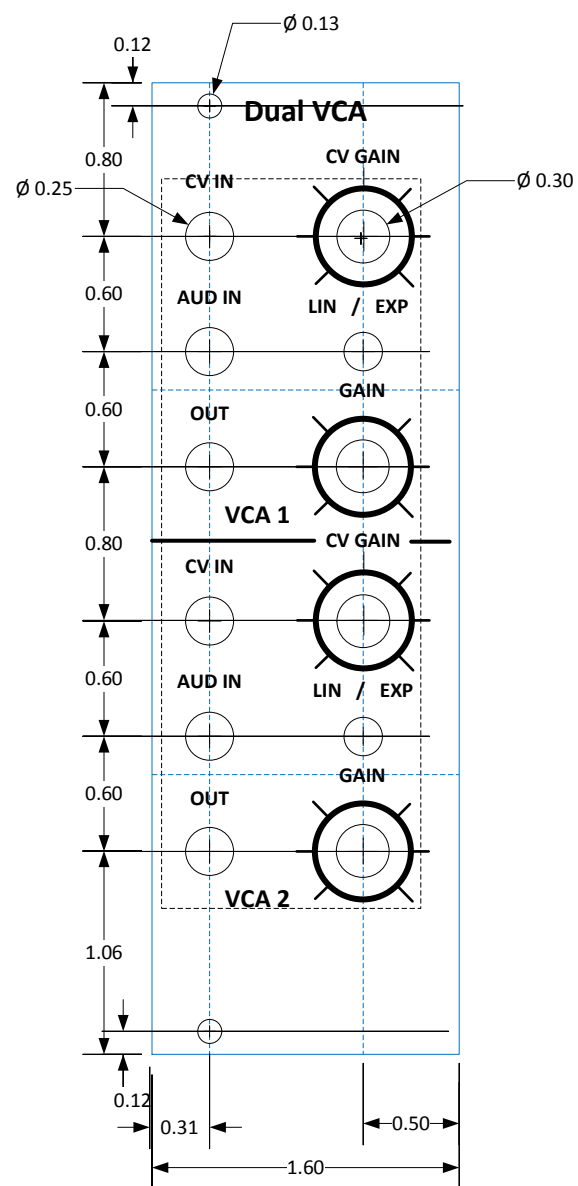 Ø 0.13
0.12
Dual VCA
0.80
CV GAIN
CV IN
Ø 0.25
Ø 0.30
0.60
AUD IN
LIN / EXP
0.60
GAIN
OUT
VCA 1
0.80
CV GAIN
CV IN
0.60
AUD IN
LIN / EXP
0.60
GAIN
OUT
VCA 2
1.06
0.12
0.31
0.50
1.60